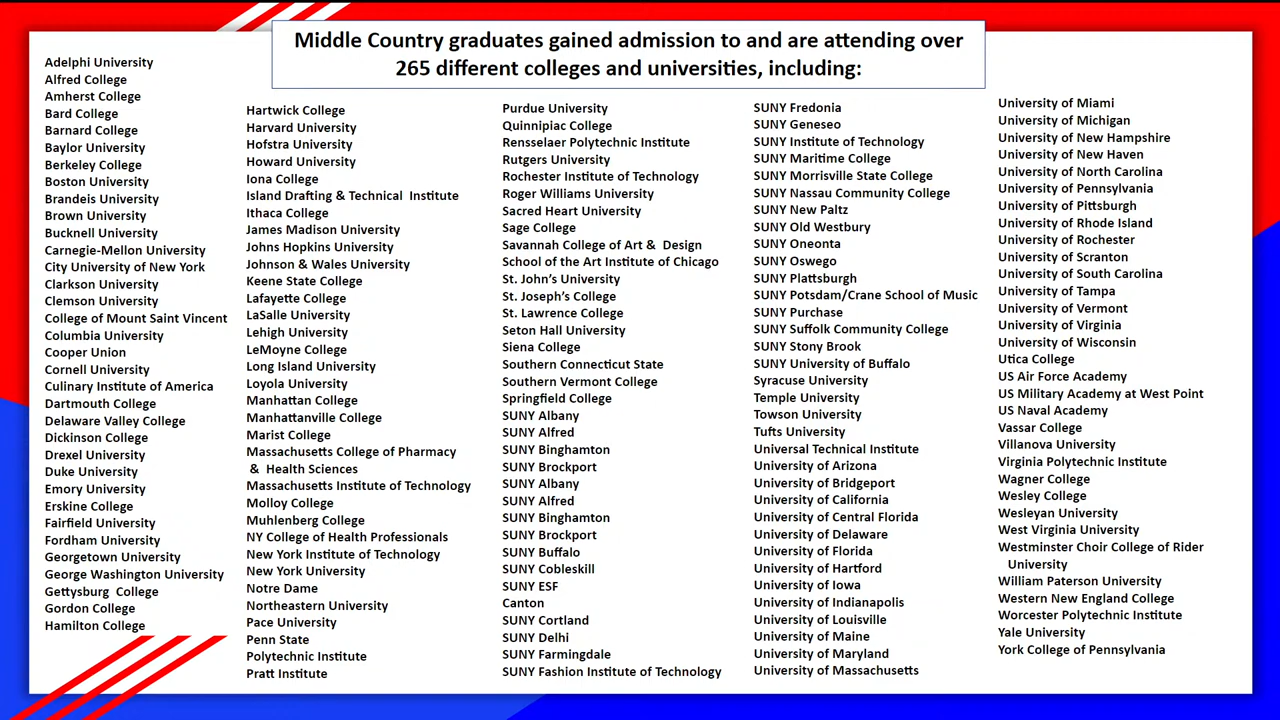 Middle Country graduates gained admission to and are attending over
265 different colleges and universities, including:
Adelphi University
Alfred College
Amherst College
Bard College
Barnard College
Baylor University
Berkeley College
Boston University
Brandeis University
Brown University
Bucknell University
Carnegie-Mellon University
City University of New York
Clarkson University
Clemson University
College of Mount Saint Vincent
Columbia University
Cooper Union
Cornell University
Culinary Institute of America
Dartmouth College
Delaware Valley College
Dickinson College
Drexel University
Duke University
Emory University
Erskine College
Fairfield University
Fordham University
Georgetown University
George Washington University
Gettysburg College
Gordon College
Hamilton College
Hartwick College
Harvard University
Hofstra University
Howard University
Iona College
Island Drafting & Technical Institute
Ithaca College
James Madison University
Johns Hopkins University
Johnson & Wales University
Keene State College
Lafayette College
LaSalle University
Lehigh University
LeMoyne College
Long Island University
Loyola University
Manhattan College
Manhattanville College
Marist College
Massachusetts College of Pharmacy
& Health Sciences
Massachusetts Institute of Technology
Molloy College
Muhlenberg College
NY College of Health Professionals
New York Institute of Technology
New York University
Notre Dame
Northeastern University
Pace University
Penn State
Polytechnic Institute
Pratt Institute
Purdue University
Quinnipiac College
Rensselaer Polytechnic Institute
Rutgers University
Rochester Institute of Technology
Roger Williams University
Sacred Heart University
Sage College
Savannah College of Art & Design
School of the Art Institute of Chicago
St. John's University
St. Joseph's College
St. Lawrence College
Seton Hall University
Siena College
Southern Connecticut State
Southern Vermont College
Springfield College
SUNY Albany
SUNY Alfred
SUNY Binghamton
SUNY Brockport
SUNY Albany
SUNY Alfred
SUNY Binghamton
SUNY Brockport
SUNY Buffalo
SUNY Cobleskill
SUNY ESF
Canton
SUNY Cortland
SUNY Delhi
SUNY Farmingdale
SUNY Fashion Institute of Technology
SUNY Fredonia
SUNY Geneseo
SUNY Institute of Technology
SUNY Maritime College
SUNY Morrisville State College
SUNY Nassau Community College
SUNY New Paltz
SUNY Old Westbury
SUNY Oneonta
SUNY Oswego
SUNY Plattsburgh
SUNY Potsdam/Crane School of Music
SUNY Purchase
SUNY Suffolk Community College
SUNY Stony Brook
SUNY University of Buffalo
Syracuse University
Temple University
Towson University
Tufts University
Universal Technical Institute
University of Arizona
University of Bridgeport
University of California
University of Central Florida
University of Delaware
University of Florida
University of Hartford
University of Iowa
University of Indianapolis
University of Louisville
University of Maine
University of Maryland
University of Massachusetts
University of Miami
University of Michigan
University of New Hampshire
University of New Haven
University of North Carolina
University of Pennsylvania
University of Pittsburgh
University of Rhode Island
University of Rochester
University of Scranton
University of South Carolina
University of Tampa
University of Vermont
University of Virginia
University of Wisconsin
Utica College
US Air Force Academy
US Military Academy at West Point
US Naval Academy
Vassar College
Villanova University
Virginia Polytechnic Institute
Wagner College
Wesley College
Wesleyan University
West Virginia University
Westminster Choir College of Rider
University
William Paterson University
Western New England College
Worcester Polytechnic Institute
Yale University
York College of Pennsylvania